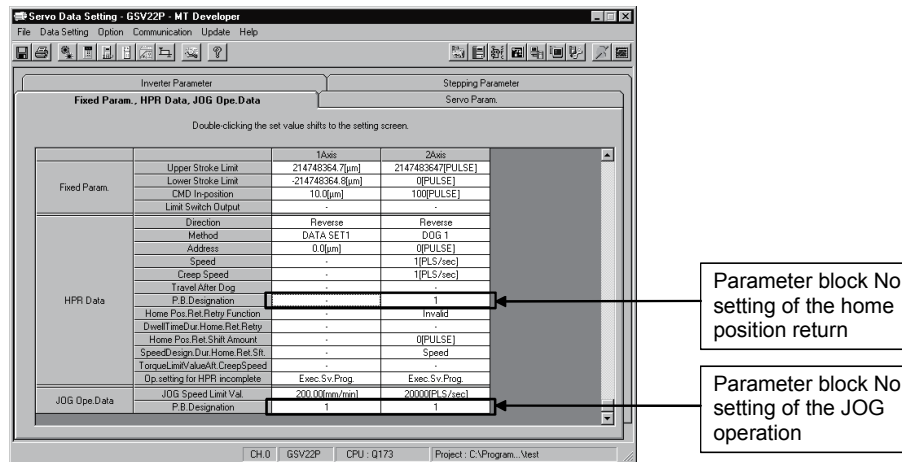 Servo Data Setting - GSV22P - MT Developer
File Data Setting Option Communication Update Help
Inverter Parameter Stepping Parameter
Fixed Param., HPR Data, JOG Ope.Data Servo Param.
Double-clicking the set value shifts to the setting screen.
1Axis 2Axis
Fixed Param.
Upper Stroke Limit 214748364.7[μm] 2147483647[PULSE]
Lower Stroke Limit -214748364.8[μm] 0[PULSE]
CMD In-position 10.0[μm] 100[PULSE]
Limit Switch Output - -
HPR Data
Direction Reverse Reverse
Method DATA SET1 DOG 1
Address 0.0[μm] 0[PULSE]
Speed - 1[PLS/sec]
Creep Speed - 1[PLS/sec]
Travel After Dog - -
P.B.Designation - 1
Home Pos.Ret.Retry Function - Invalid
DwellTimeDur.Home.Ret.Retry - -
Home Pos.Ret.Shift Amount - 0[PULSE]
SpeedDesign.Dur.Home.Ret.Sft. - Speed
TorqueLimitValueAft.CreepSpeed - -
Op.setting for HPR incomplete Exec.Sv.Prog. Exec.Sv.Prog.
JOG Ope.Data
JOG Speed Limit Val. 200.00[mm/min] 20000[PLS/sec]
P.B.Designation 1 1
CH.0 GSV22P CPU : Q173 Project : C:\Program...\test
Parameter block No
setting of the home
position return
Parameter block No
setting of the JOG
operation